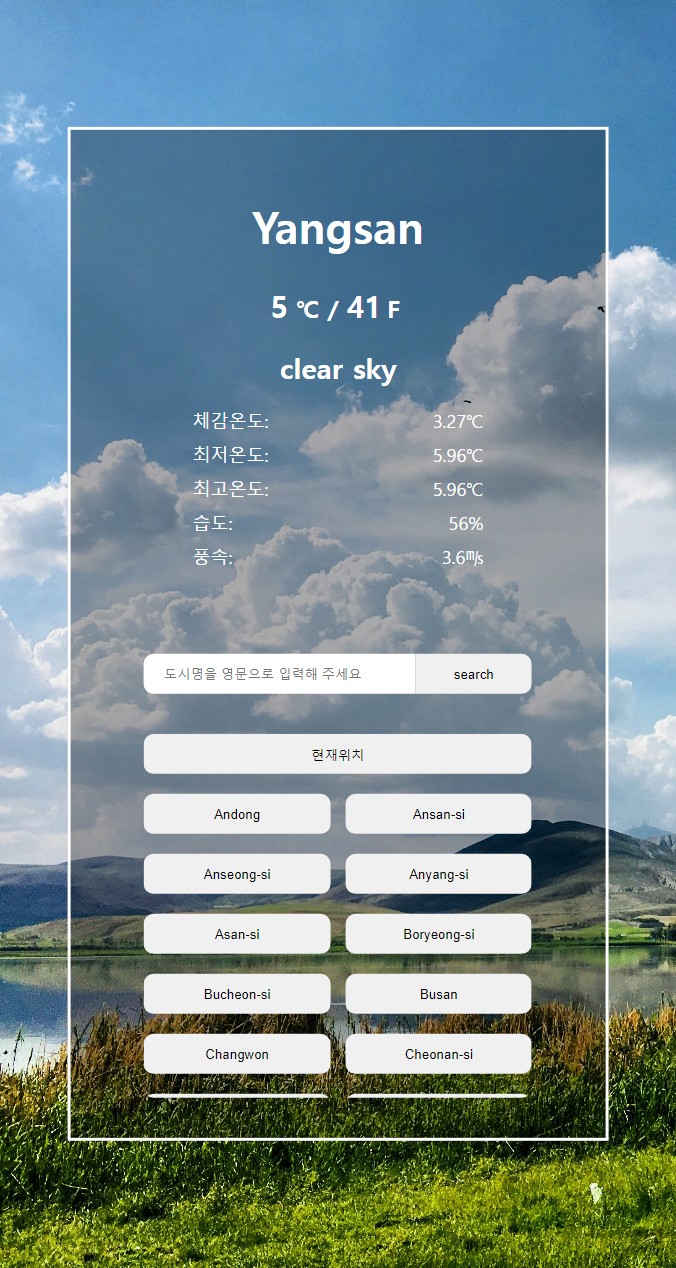 Yangsan
5 ℃ / 41 F
clear sky
체감온도: 3.27℃
최저온도: 5.96℃
최고온도: 5.96℃
습도: 56%
풍속: 3.6㎧
도시명을 영문으로 입력해 주세요 search
현재위치
Andong Ansan-si
Anseong-si Anyang-si
Asan-si Boryeong-si
Bucheon-si Busan
Changwon Cheonan-si